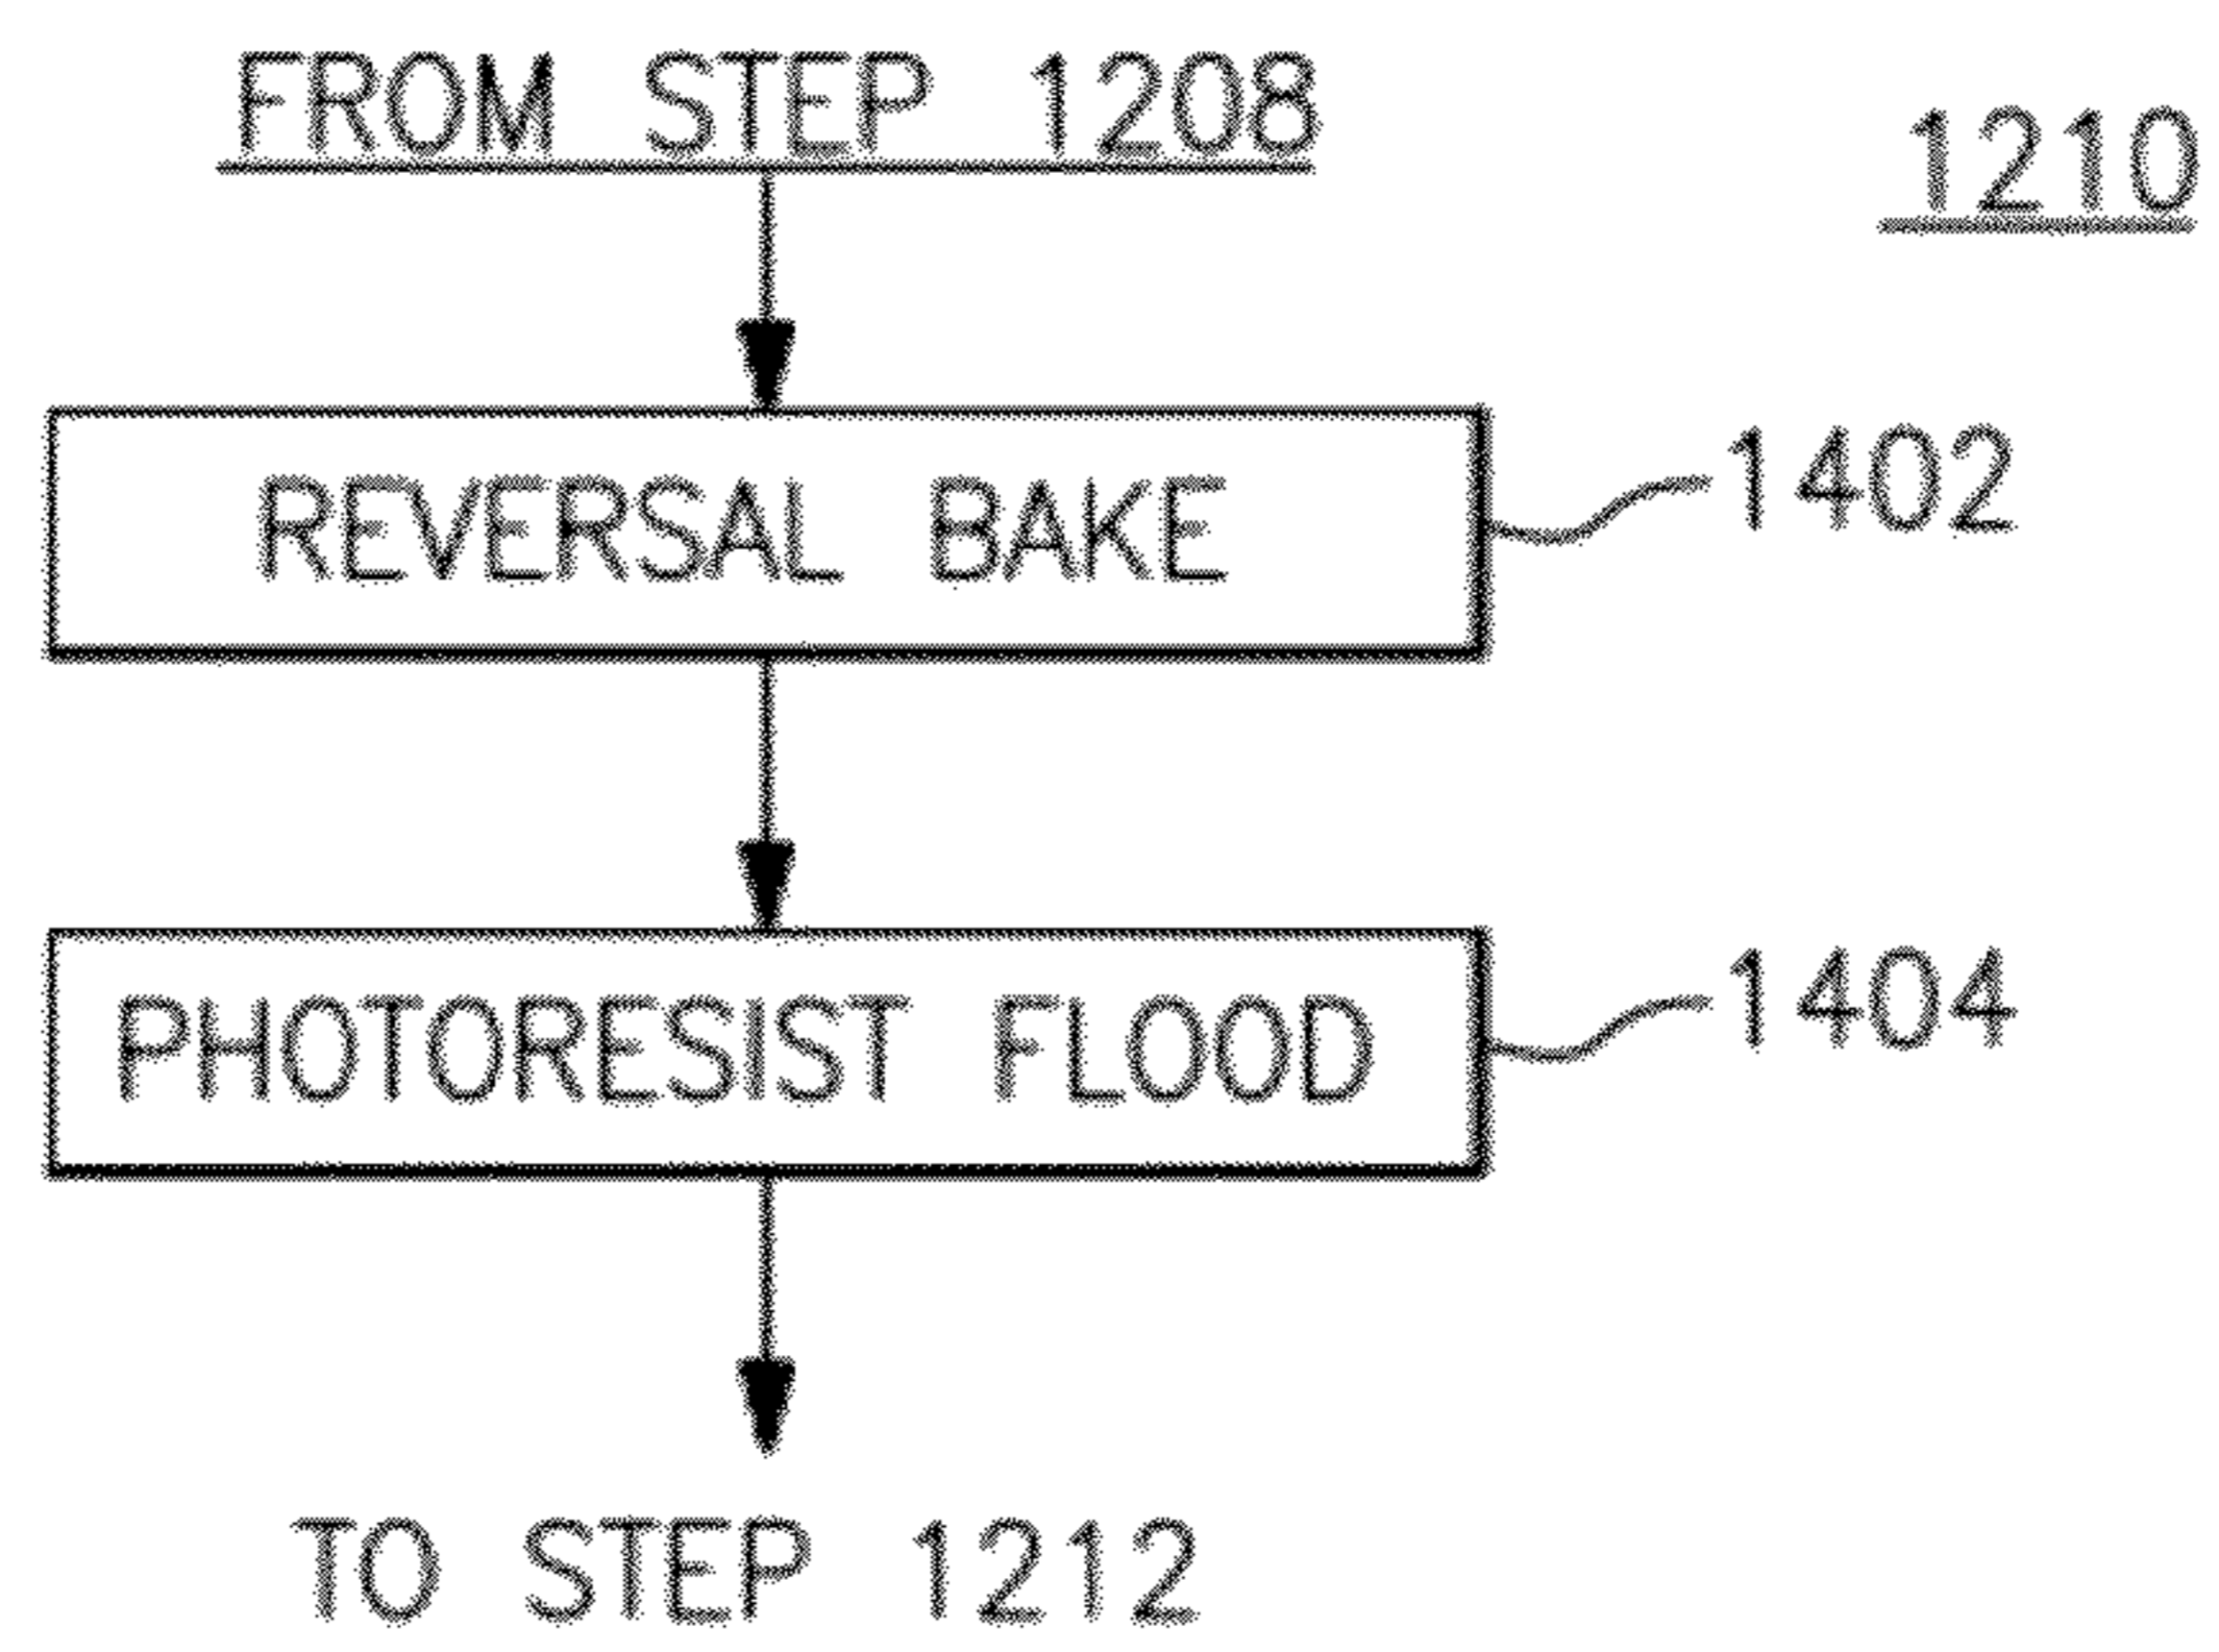 FROM STEP 1208
1210
REVERSAL BAKE
1402
PHOTORESIST FLOOD
1404
TO STEP 1212